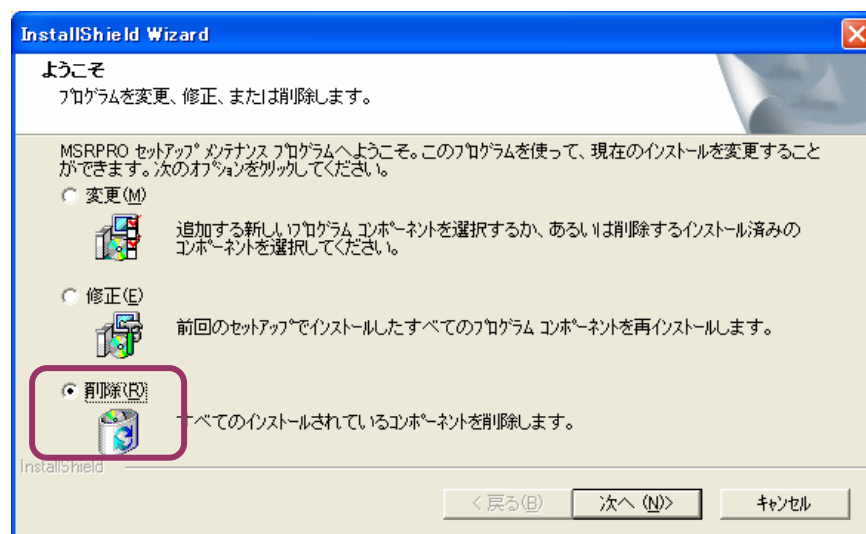 InstallShield Wizard
ようこそ
プログラムを変更、修正、または削除します。
MSRPRO セットアップ メンテナンス プログラムへようこそ。このプログラムを使って、現在のインストールを変更すること
ができます。次のオプションをクリックしてください。
変更(M)
追加する新しいプログラム コンポーネントを選択するか、あるいは削除するインストール済みの
コンポーネントを選択してください。
修正(E)
前回のセットアップでインストールしたすべてのプログラム コンポーネントを再インストールします。
削除(R)
すべてのインストールされているコンポーネントを削除します。
InstallShield
< 戻る(B) 次へ (N)> キャンセル